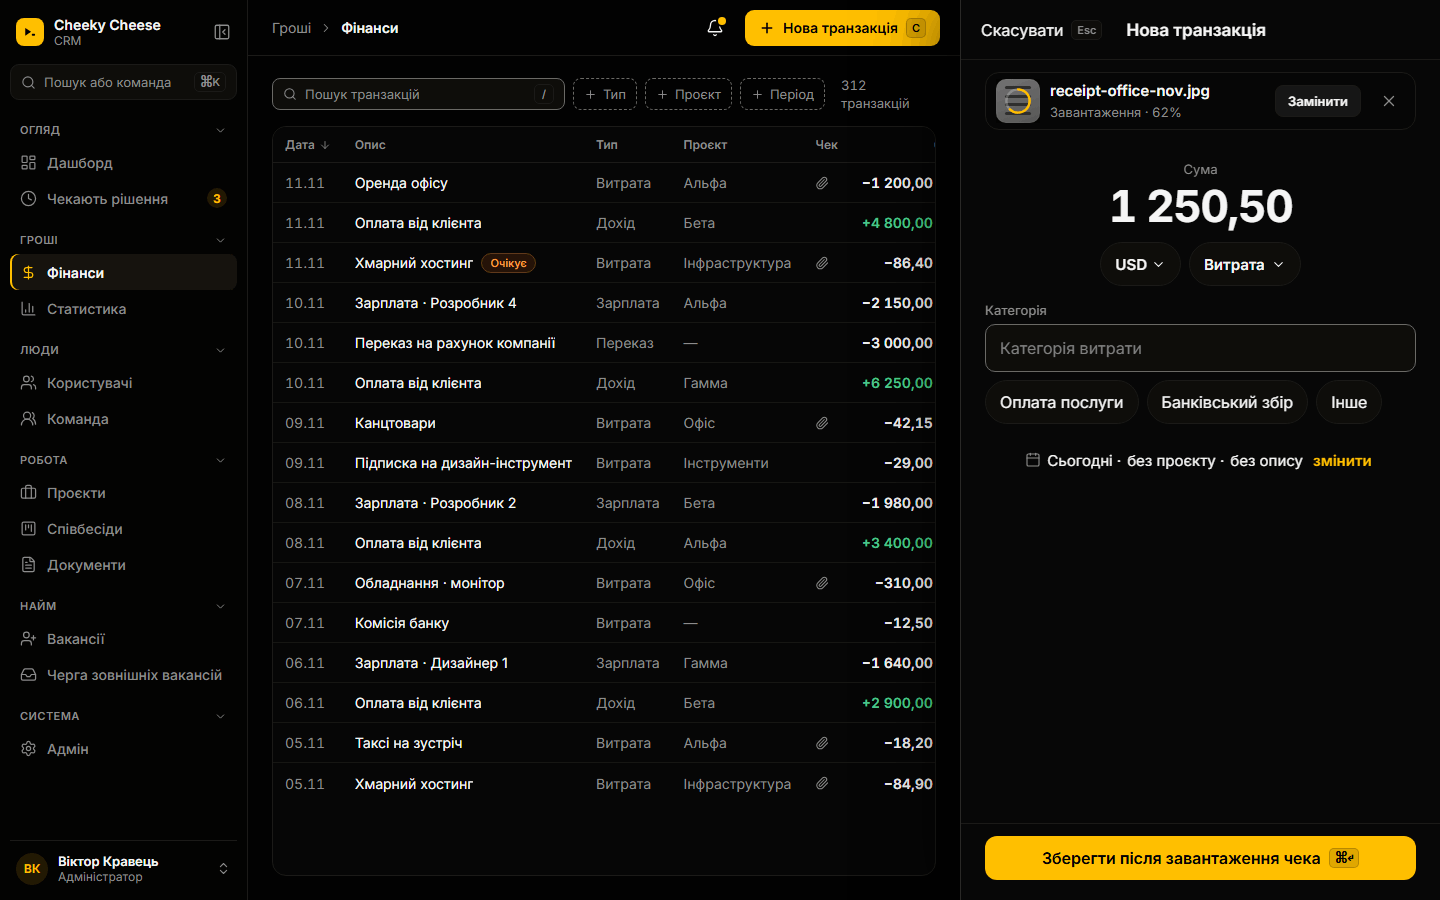 Cheeky Cheese
CRM
Пошук або команда ⌘K
ОГЛЯД
Дашборд
Чекають рішення 3
ГРОШІ
Фінанси
Статистика
ЛЮДИ
Користувачі
Команда
РОБОТА
Проєкти
Співбесіди
Документи
НАЙМ
Вакансії
Черга зовнішніх вакансій
СИСТЕМА
Адмін
ВК
Віктор Кравець
Адміністратор
Гроші Фінанси
+ Нова транзакція C
Пошук транзакцій /
+ Тип
+ Проєкт
+ Період
312
транзакцій
Дата ↓ Опис Тип Проєкт Чек
11.11 Оренда офісу Витрата Альфа −1 200,00
11.11 Оплата від клієнта Дохід Бета +4 800,00
11.11 Хмарний хостинг Очікує Витрата Інфраструктура −86,40
10.11 Зарплата · Розробник 4 Зарплата Альфа −2 150,00
10.11 Переказ на рахунок компанії Переказ — −3 000,00
10.11 Оплата від клієнта Дохід Гамма +6 250,00
09.11 Канцтовари Витрата Офіс −42,15
09.11 Підписка на дизайн-інструмент Витрата Інструменти −29,00
08.11 Зарплата · Розробник 2 Зарплата Бета −1 980,00
08.11 Оплата від клієнта Дохід Альфа +3 400,00
07.11 Обладнання · монітор Витрата Офіс −310,00
07.11 Комісія банку Витрата — −12,50
06.11 Зарплата · Дизайнер 1 Зарплата Гамма −1 640,00
06.11 Оплата від клієнта Дохід Бета +2 900,00
05.11 Таксі на зустріч Витрата Альфа −18,20
05.11 Хмарний хостинг Витрата Інфраструктура −84,90
Скасувати Esc Нова транзакція
receipt-office-nov.jpg
Завантаження · 62%
Замінити
Сума
1 250,50
USD Витрата
Категорія
Категорія витрати
Оплата послуги Банківський збір Інше
Сьогодні · без проєкту · без опису змінити
Зберегти після завантаження чека ⌘↵